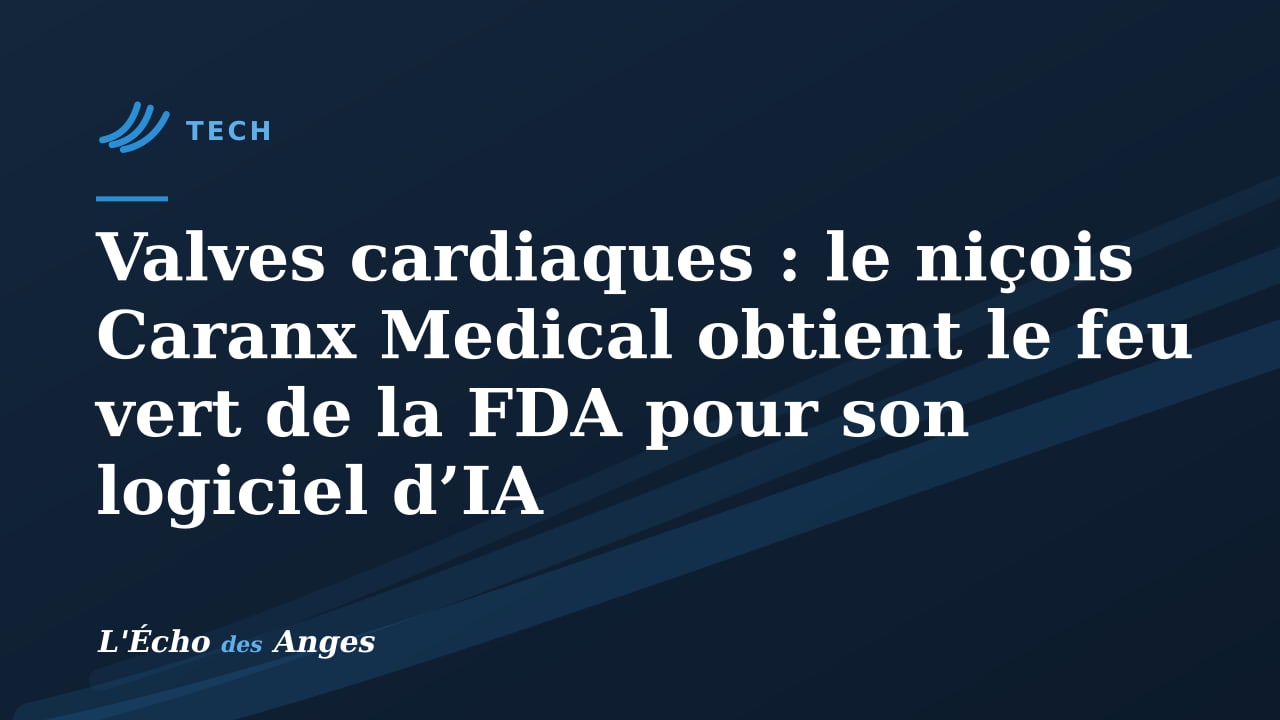 TECH
Valves cardiaques : le niçois
Caranx Medical obtient le feu
vert de la FDA pour son
logiciel d’IA
L'Écho des Anges